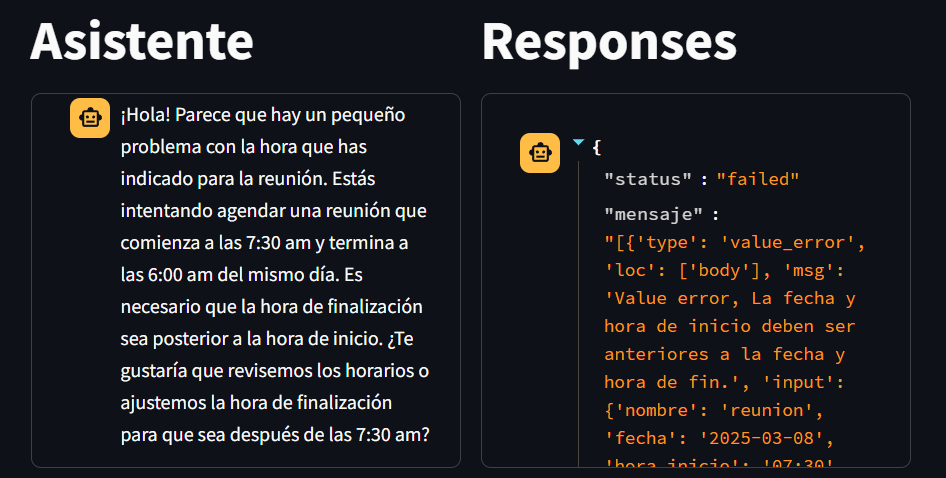 Asistente
¡Hola! Parece que hay un pequeño
problema con la hora que has
indicado para la reunión. Estás
intentando agendar una reunión que
comienza a las 7:30 am y termina a
las 6:00 am del mismo día. Es
necesario que la hora de finalización
sea posterior a la hora de inicio. ¿Te
gustaría que revisemos los horarios o
ajustemos la hora de finalización
para que sea después de las 7:30 am?
Responses
{
"status" : "failed"
"mensaje" :
"[{'type': 'value_error',
'loc': ['body'], 'msg':
'Value error, La fecha y
hora de inicio deben ser
anteriores a la fecha y
hora de fin.', 'input':
{'nombre': 'reunion',
'fecha': '2025-03-08',
'hora_inicio': '07:30'